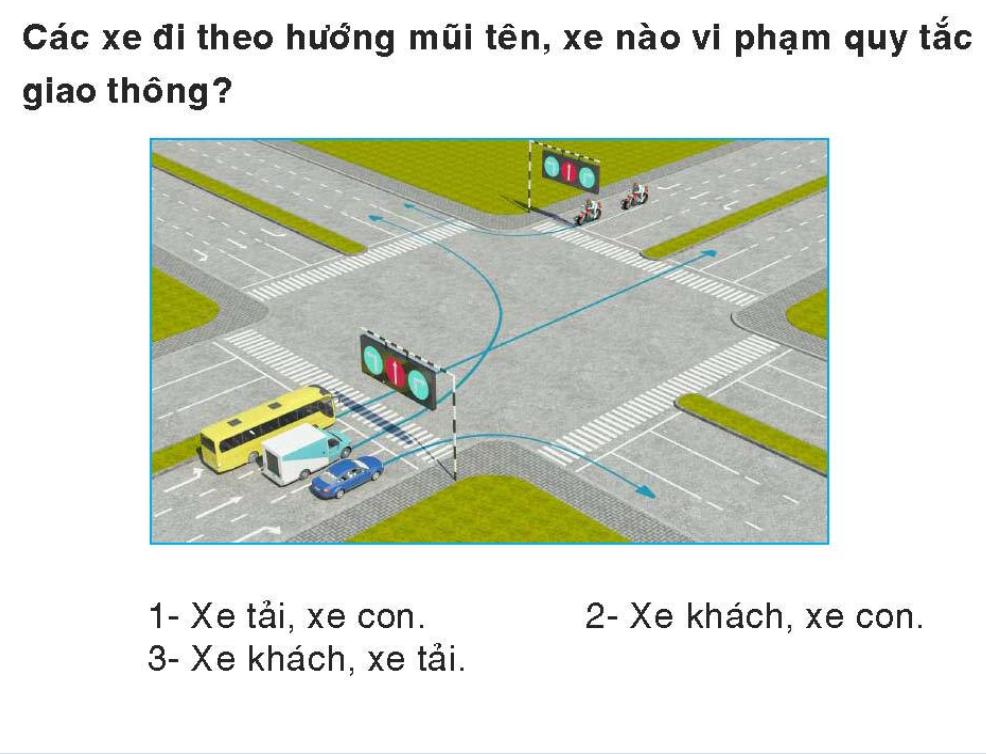 Các xe đi theo hướng mũi tên, xe nào vi phạm quy tắc
giao thông?
1- Xe tải, xe con. 2- Xe khách, xe con.
3- Xe khách, xe tải.